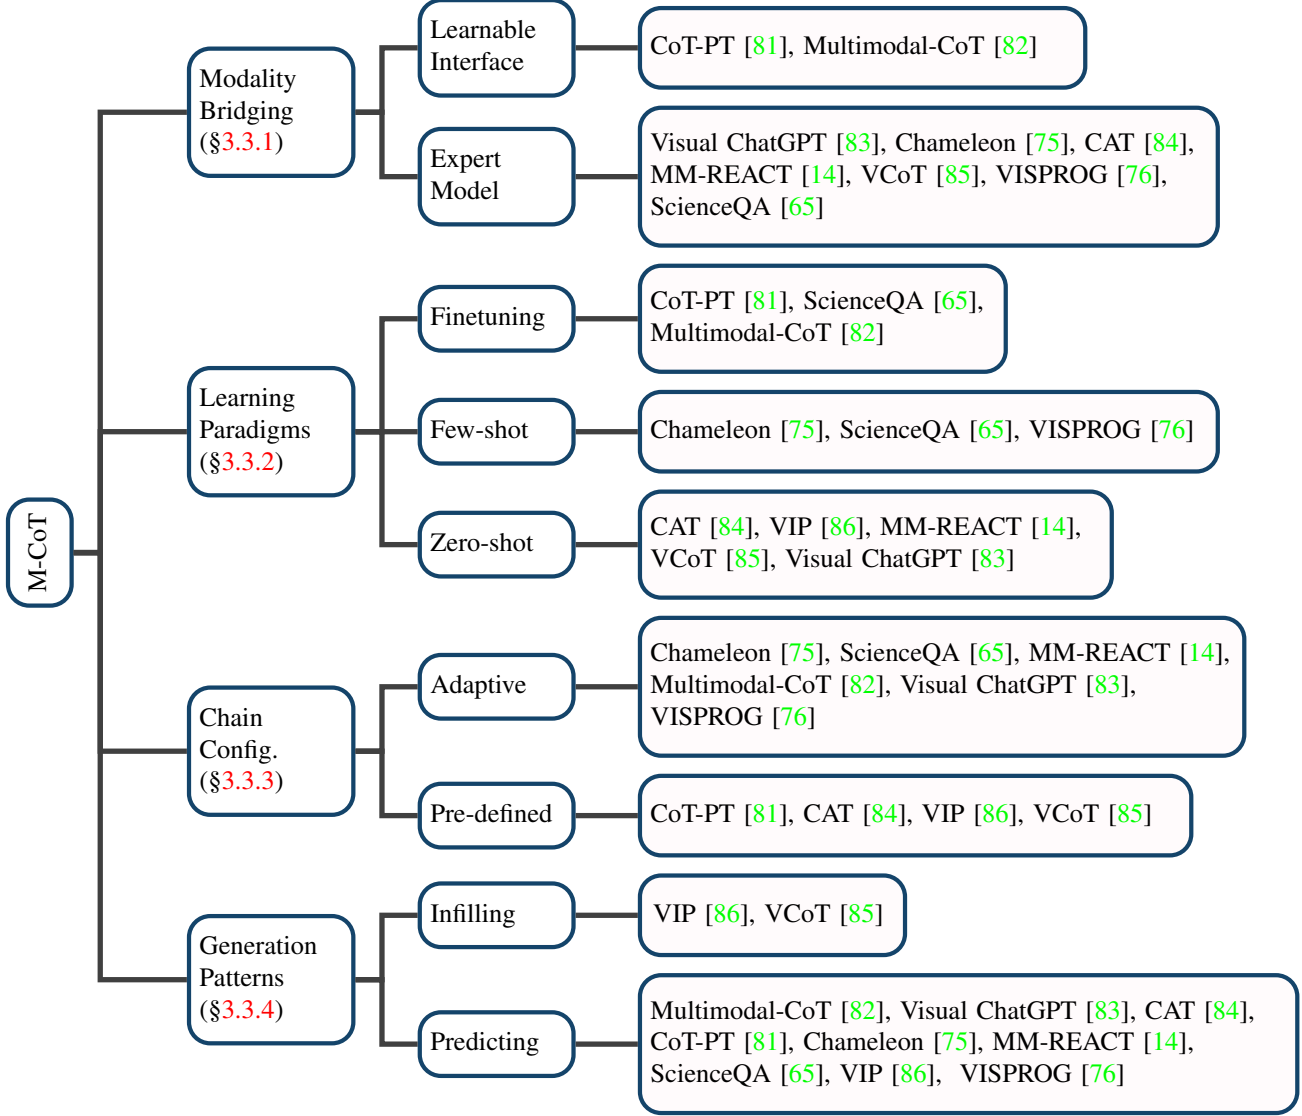 M-CoT
Modality
Bridging
(§3.3.1)
Learnable
Interface
CoT-PT [81], Multimodal-CoT [82]
Expert
Model
Visual ChatGPT [83], Chameleon [75], CAT [84],
MM-REACT [14], VCoT [85], VISPROG [76],
ScienceQA [65]
Learning
Paradigms
(§3.3.2)
Finetuning
CoT-PT [81], ScienceQA [65],
Multimodal-CoT [82]
Few-shot
Chameleon [75], ScienceQA [65], VISPROG [76]
Zero-shot
CAT [84], VIP [86], MM-REACT [14],
VCoT [85], Visual ChatGPT [83]
Chain
Config.
(§3.3.3)
Adaptive
Chameleon [75], ScienceQA [65], MM-REACT [14],
Multimodal-CoT [82], Visual ChatGPT [83],
VISPROG [76]
Pre-defined
CoT-PT [81], CAT [84], VIP [86], VCoT [85]
Generation
Patterns
(§3.3.4)
Infilling
VIP [86], VCoT [85]
Predicting
Multimodal-CoT [82], Visual ChatGPT [83], CAT [84],
CoT-PT [81], Chameleon [75], MM-REACT [14],
ScienceQA [65], VIP [86], VISPROG [76]